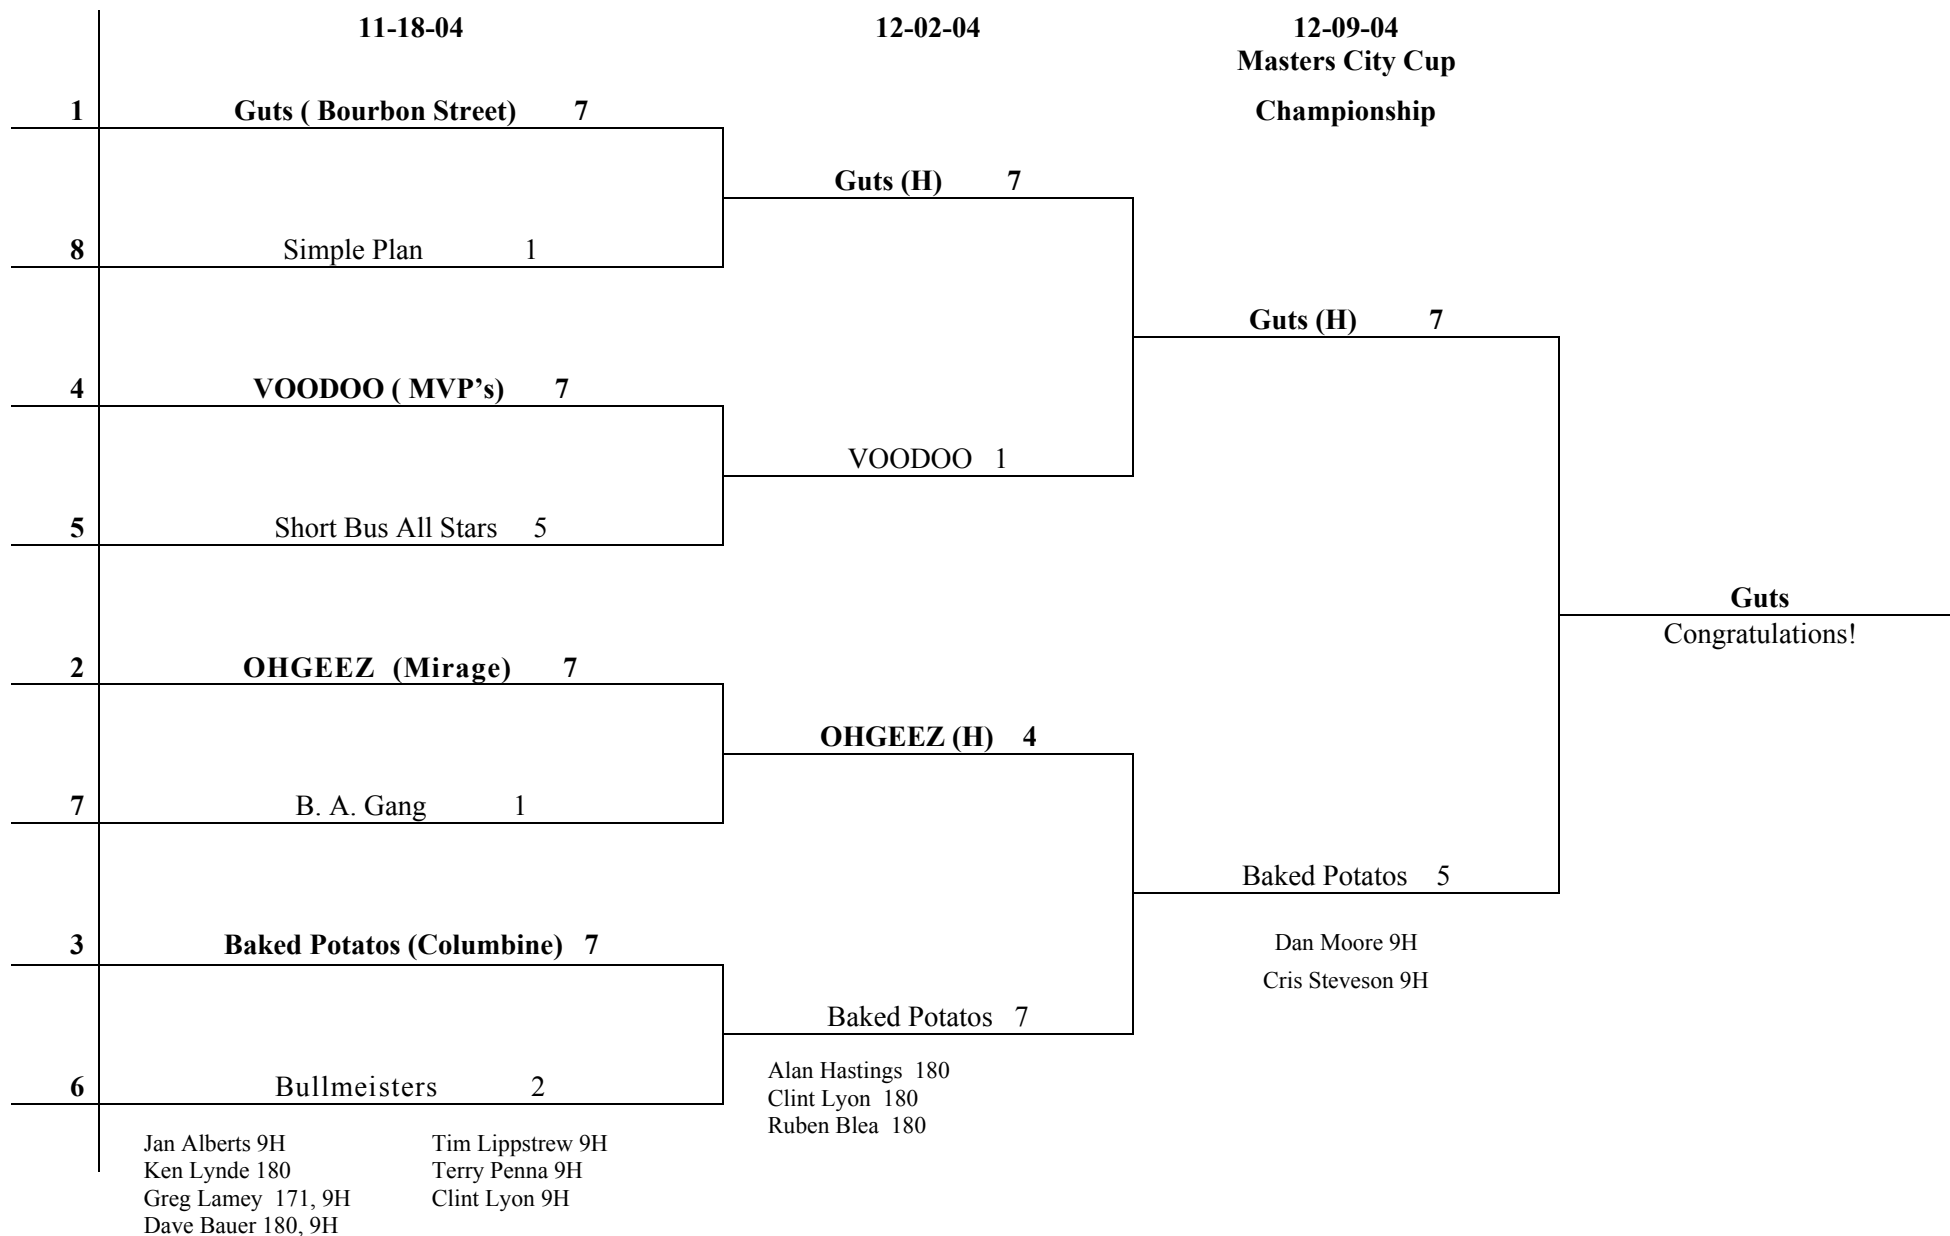 11-18-04 12-02-04 12-09-04
Masters City Cup
1 Guts ( Bourbon Street) 7 Championship
Guts (H) 7
8 Simple Plan 1
Guts (H) 7
4 VOODOO ( MVP’s) 7
VOODOO 1
5 Short Bus All Stars 5
Guts
Congratulations!
2 OHGEEZ (Mirage) 7
OHGEEZ (H) 4
7 B. A. Gang 1
Baked Potatos 5
3 Baked Potatos (Columbine) 7 Dan Moore 9H
Cris Steveson 9H
Baked Potatos 7
Alan Hastings 180
6 Bullmeisters 2
Clint Lyon 180
Ruben Blea 180
Jan Alberts 9H Tim Lippstrew 9H
Ken Lynde 180 Terry Penna 9H
Greg Lamey 171, 9H Clint Lyon 9H
Dave Bauer 180, 9H